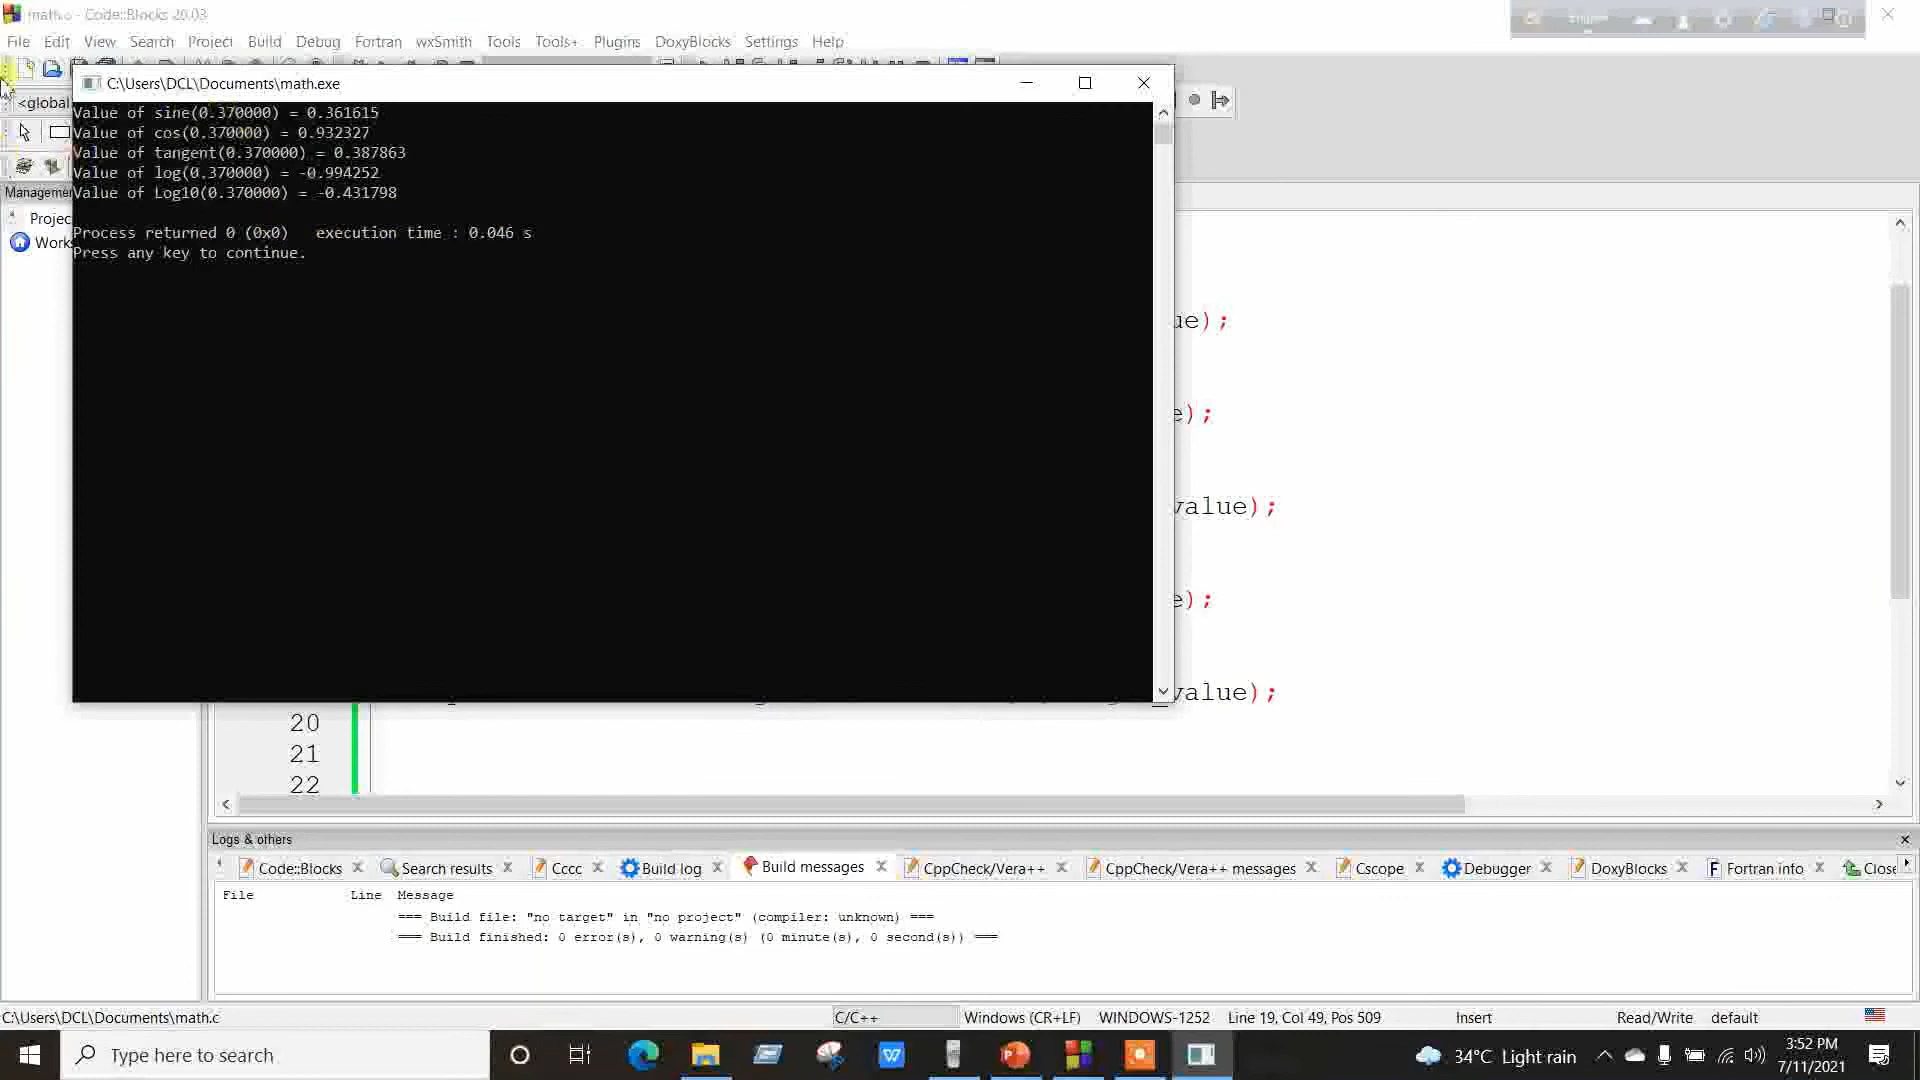 math.c - Code::Blocks 20.03
File Edit View Search Project Build Debug Fortran wxSmith Tools Tools+ Plugins DoxyBlocks Settings Help
C:\Users\DCL\Documents\math.exe
<global
Value of sine(0.370000) = 0.361615
Value of cos(0.370000) = 0.932327
Value of tangent(0.370000) = 0.387863
Value of log(0.370000) = -0.994252
Value of Log10(0.370000) = -0.431798
Process returned 0 (0x0)   execution time : 0.046 s
Press any key to continue.
Management
Projec
Works
ue);
e);
value);
e);
value);
20
21
22
Logs & others
Code::Blocks Search results Cccc Build log Build messages CppCheck/Vera++ CppCheck/Vera++ messages Cscope Debugger DoxyBlocks Fortran info Close
File Line Message
=== Build file: "no target" in "no project" (compiler: unknown) ===
=== Build finished: 0 error(s), 0 warning(s) (0 minute(s), 0 second(s)) ===
C:\Users\DCL\Documents\math.c C/C++ Windows (CR+LF) WINDOWS-1252 Line 19, Col 49, Pos 509 Insert Read/Write default
Type here to search
34°C Light rain
3:52 PM
7/11/2021